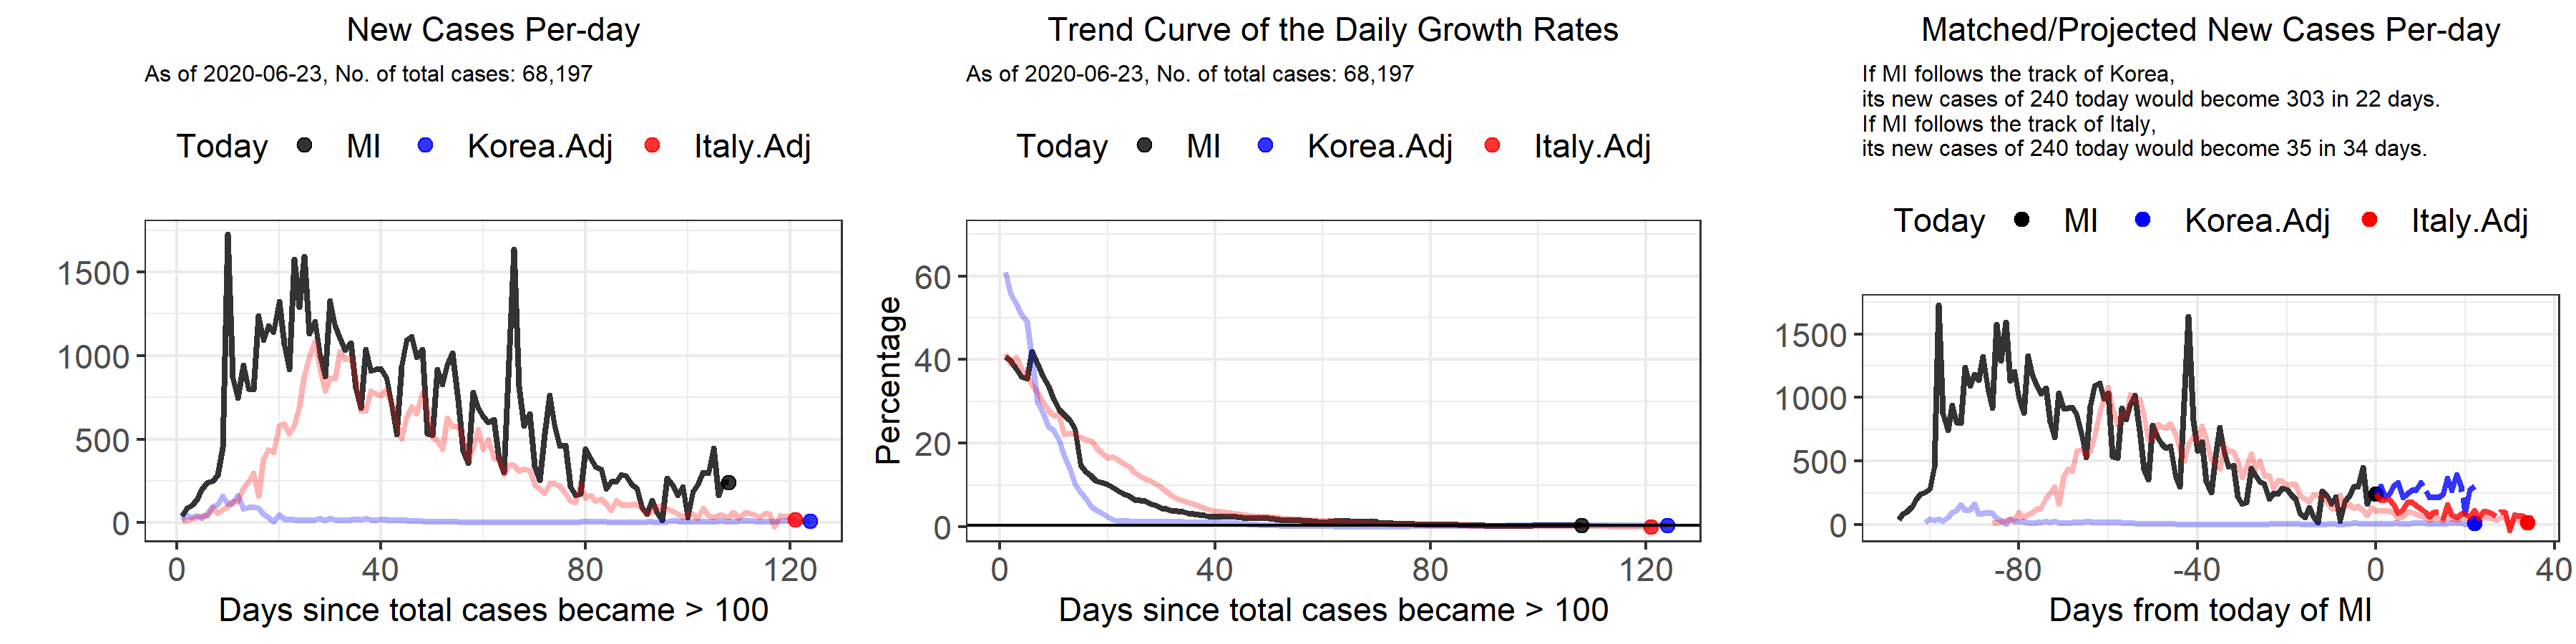 New Cases Per-day
As of 2020-06-23, No. of total cases: 68,197
Today MI Korea.Adj Italy.Adj
1500
1000
500
0
0 40 80 120
Days since total cases became > 100
Trend Curve of the Daily Growth Rates
As of 2020-06-23, No. of total cases: 68,197
Today MI Korea.Adj Italy.Adj
Percentage
60
40
20
0
0 40 80 120
Days since total cases became > 100
Matched/Projected New Cases Per-day
If MI follows the track of Korea,
its new cases of 240 today would become 303 in 22 days.
If MI follows the track of Italy,
its new cases of 240 today would become 35 in 34 days.
Today MI Korea.Adj Italy.Adj
1500
1000
500
0
-80 -40 0 40
Days from today of MI